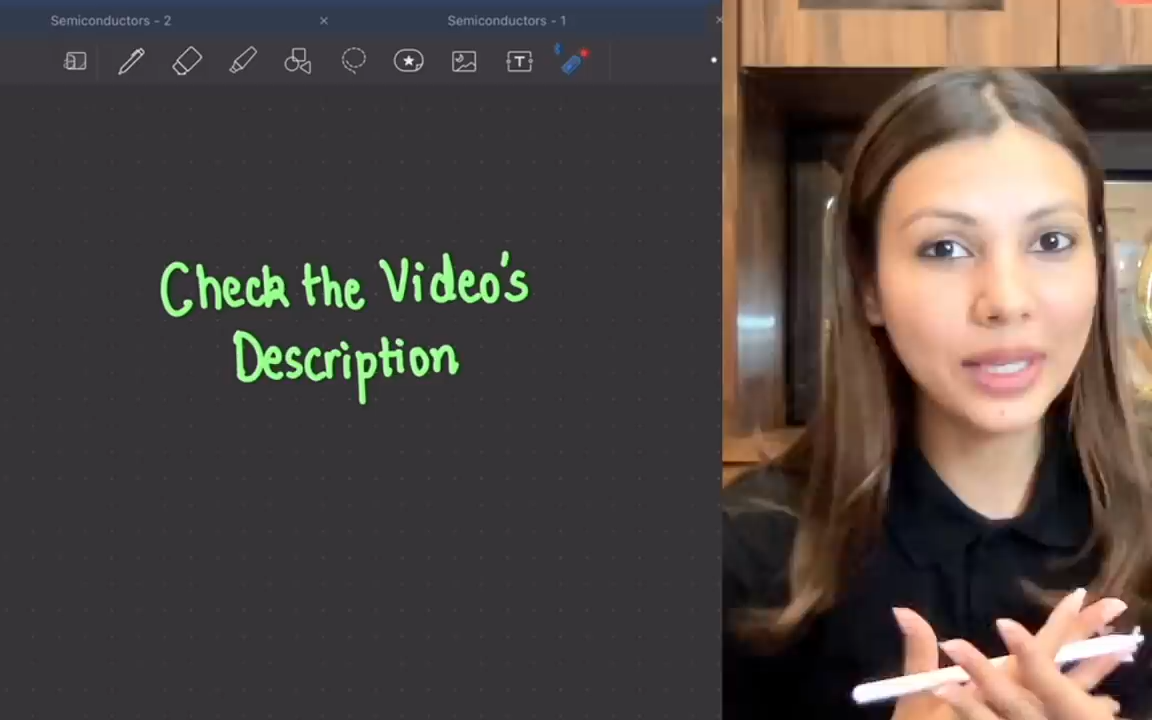 Semiconductors - 2
Semiconductors - 1
T
Check the Video's
Description